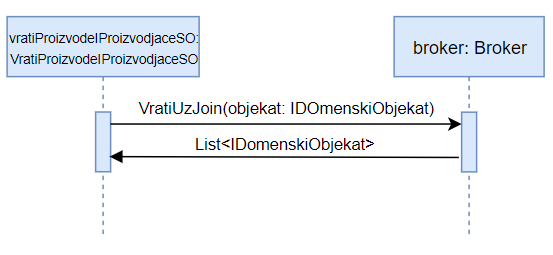 vratiProizvodeIProizvodjaceSO:
VratiProizvodeIProizvodjaceSO
broker: Broker
VratiUzJoin(objekat: IDOmenskiObjekat)
List<IDomenskiObjekat>